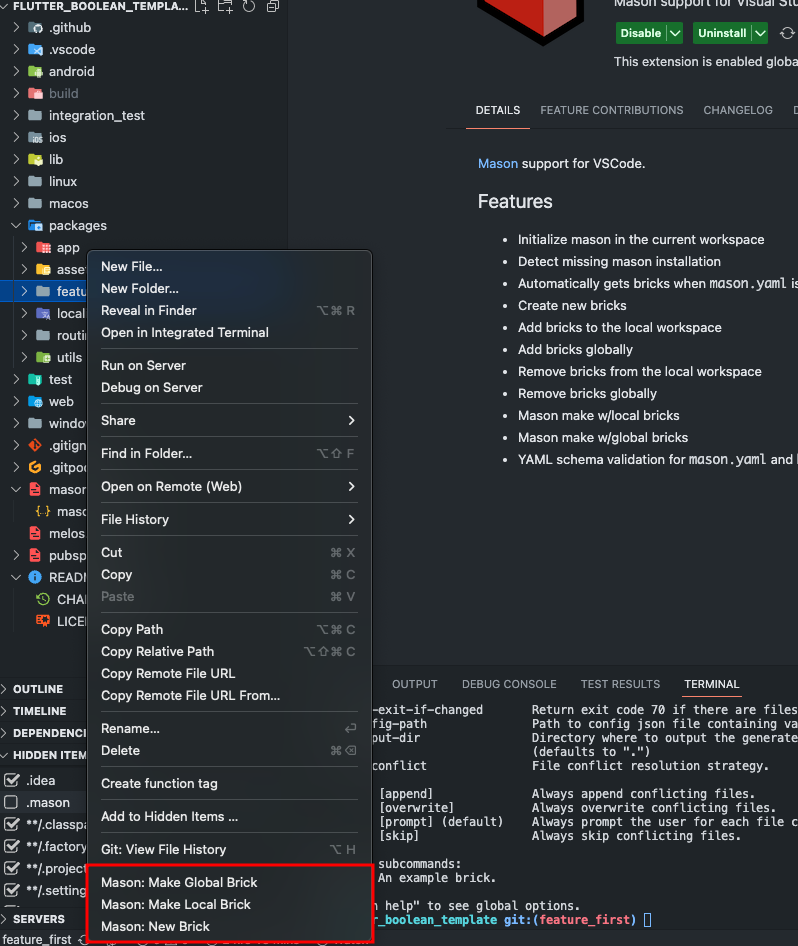 FLUTTER_BOOLEAN_TEMPLA...
.github
.vscode
android
build
integration_test
ios
lib
linux
macos
packages
app
asse
featu
local
routi
utils
test
web
windo
.gitign
.gitpo
mason
maso
melos
pubsp
READM
CHA
LICE
OUTLINE
TIMELINE
DEPENDENCI
HIDDEN ITEM
.idea
.mason
**/.classpa
**/.factory
**/.project
**/.setting
SERVERS
feature_first
New File...
New Folder...
Reveal in Finder ⌥⌘ R
Open in Integrated Terminal
Run on Server
Debug on Server
Share
Find in Folder... ⌥⇧ F
Open on Remote (Web)
File History
Cut ⌘ X
Copy ⌘ C
Paste ⌘ V
Copy Path ⌥⌘ C
Copy Relative Path ⌥⇧⌘ C
Copy Remote File URL
Copy Remote File URL From...
Rename...
Delete
Create function tag
Add to Hidden Items ...
Git: View File History ⌥ H
Mason: Make Global Brick
Mason: Make Local Brick
Mason: New Brick
Mason support for Visual Stu
Disable Uninstall
This extension is enabled globa
DETAILS FEATURE CONTRIBUTIONS CHANGELOG D
Mason support for VSCode.
Features
• Initialize mason in the current workspace
• Detect missing mason installation
• Automatically gets bricks when mason.yaml is
• Create new bricks
• Add bricks to the local workspace
• Add bricks globally
• Remove bricks from the local workspace
• Remove bricks globally
• Mason make w/local bricks
• Mason make w/global bricks
• YAML schema validation for mason.yaml and
OUTPUT DEBUG CONSOLE TEST RESULTS TERMINAL
-exit-if-changed Return exit code 70 if there are files
fig-path Path to config json file containing va
put-dir Directory where to output the generate
(defaults to ".")
conflict File conflict resolution strategy.
[append] Always append conflicting files.
[overwrite] Always overwrite conflicting files.
[prompt] (default) Always prompt the user for each file c
[skip] Always skip conflicting files.
subcommands:
An example brick.
n help" to see global options.
r_boolean_template git:(feature_first)